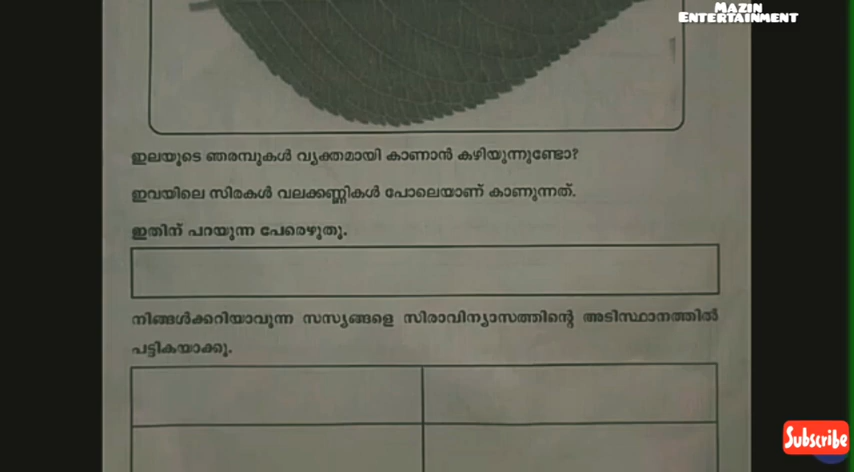 MAZIN
ENTERTAINMENT
ഇലയുടെ ഞരമ്പുകൾ വ്യക്തമായി കാണാൻ കഴിയുന്നുണ്ടോ?
ഇവയിലെ സിരകൾ വലക്കണ്ണികൾ പോലെയാണ് കാണുന്നത്.
ഇതിന് പറയുന്ന പേരെഴുതൂ.
നിങ്ങൾക്കറിയാവുന്ന സസ്യങ്ങളെ സിരാവിന്യാസത്തിന്റെ അടിസ്ഥാനത്തിൽ
പട്ടികയാക്കൂ.
Subscribe